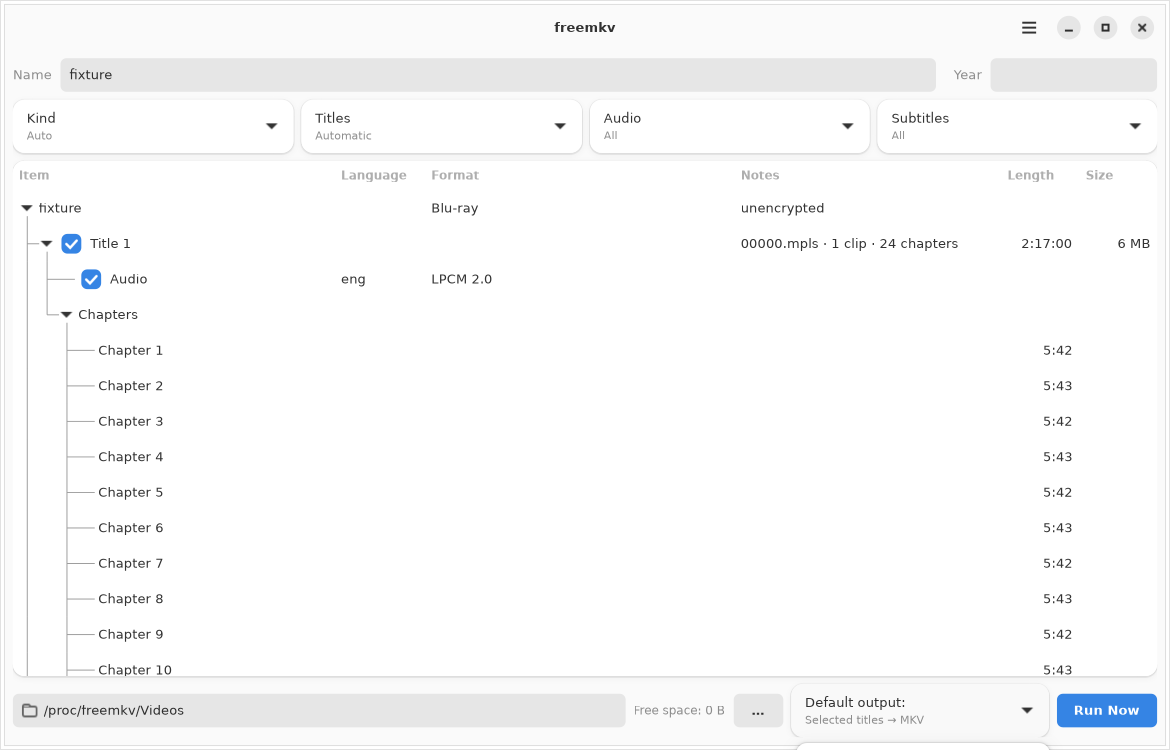 freemkv
Name fixture Year
Kind Titles Audio Subtitles
Auto Automatic All All
Item Language Format Notes Length Size
fixture Blu-ray unencrypted
Title 1 00000.mpls · 1 clip · 24 chapters 2:17:00 6 MB
Audio eng LPCM 2.0
Chapters
Chapter 1 5:42
Chapter 2 5:43
Chapter 3 5:42
Chapter 4 5:43
Chapter 5 5:42
Chapter 6 5:43
Chapter 7 5:42
Chapter 8 5:43
Chapter 9 5:42
Chapter 10 5:43
/proc/freemkv/Videos Free space: 0 B ... Default output: Run Now
Selected titles → MKV